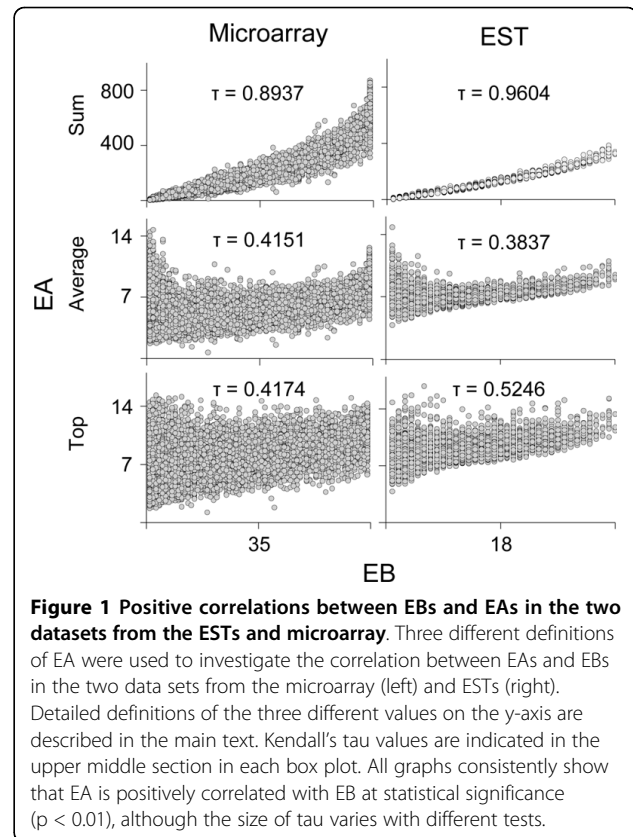 Microarray EST
800
400
Sum
τ = 0.8937
τ = 0.9604
EA
14
7
Average
τ = 0.4151
τ = 0.3837
14
7
Top
τ = 0.4174
τ = 0.5246
35 18
EB
Figure 1 Positive correlations between EBs and EAs in the two
datasets from the ESTs and microarray. Three different definitions
of EA were used to investigate the correlation between EAs and EBs
in the two data sets from the microarray (left) and ESTs (right).
Detailed definitions of the three different values on the y-axis are
described in the main text. Kendall's tau values are indicated in the
upper middle section in each box plot. All graphs consistently show
that EA is positively correlated with EB at statistical significance
(p < 0.01), although the size of tau varies with different tests.